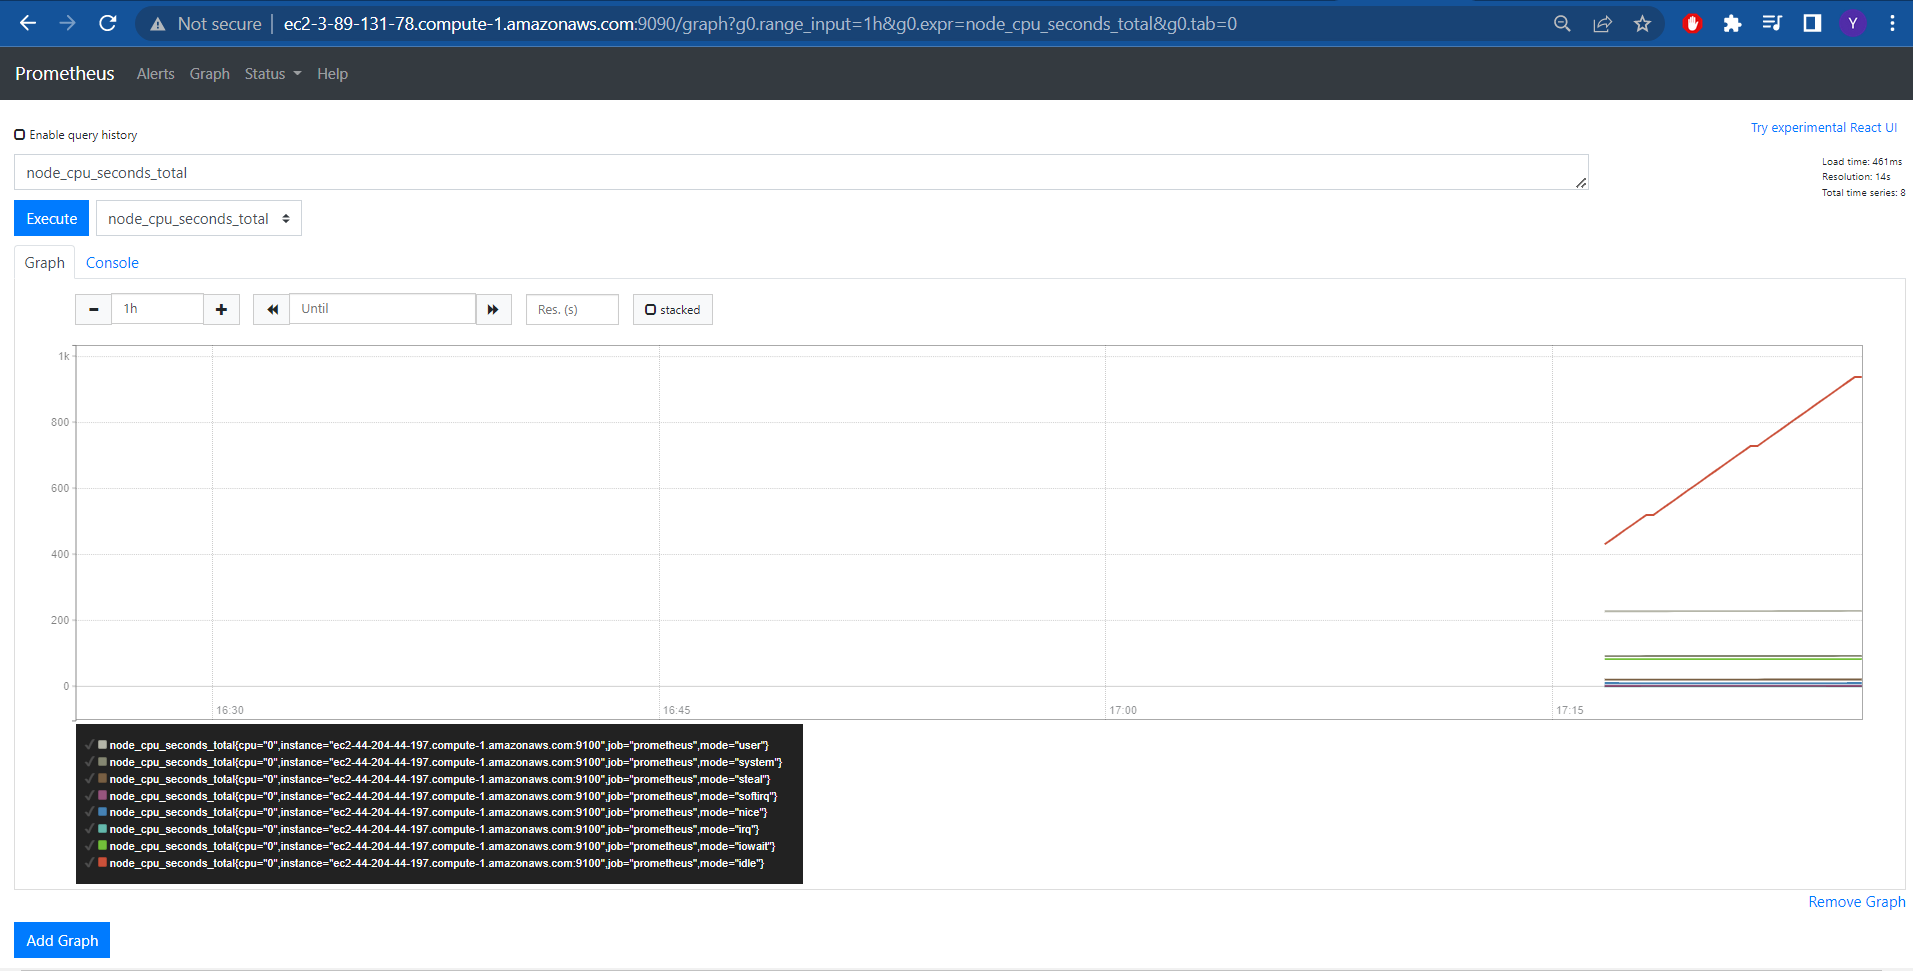 Not secure | ec2-3-89-131-78.compute-1.amazonaws.com:9090/graph?g0.range_input=1h&g0.expr=node_cpu_seconds_total&g0.tab=0
Y
Prometheus Alerts Graph Status Help
Enable query history
Try experimental React UI
node_cpu_seconds_total
Load time: 461ms
Resolution: 14s
Total time series: 8
Execute node_cpu_seconds_total
Graph Console
1h Until Res. (s) stacked
1k
800
600
400
200
0
16:30 16:45 17:00 17:15
node_cpu_seconds_total{cpu="0",instance="ec2-44-204-44-197.compute-1.amazonaws.com:9100",job="prometheus",mode="user"}
node_cpu_seconds_total{cpu="0",instance="ec2-44-204-44-197.compute-1.amazonaws.com:9100",job="prometheus",mode="system"}
node_cpu_seconds_total{cpu="0",instance="ec2-44-204-44-197.compute-1.amazonaws.com:9100",job="prometheus",mode="steal"}
node_cpu_seconds_total{cpu="0",instance="ec2-44-204-44-197.compute-1.amazonaws.com:9100",job="prometheus",mode="softirq"}
node_cpu_seconds_total{cpu="0",instance="ec2-44-204-44-197.compute-1.amazonaws.com:9100",job="prometheus",mode="nice"}
node_cpu_seconds_total{cpu="0",instance="ec2-44-204-44-197.compute-1.amazonaws.com:9100",job="prometheus",mode="irq"}
node_cpu_seconds_total{cpu="0",instance="ec2-44-204-44-197.compute-1.amazonaws.com:9100",job="prometheus",mode="iowait"}
node_cpu_seconds_total{cpu="0",instance="ec2-44-204-44-197.compute-1.amazonaws.com:9100",job="prometheus",mode="idle"}
Remove Graph
Add Graph